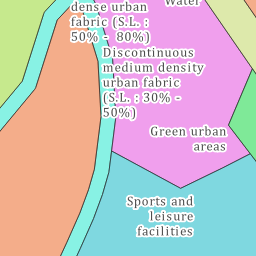 Water
dense urban
fabric (S.L. :
50% - 80%)
Discontinuous
medium density
urban fabric
(S.L. : 30% -
50%)
Green urban
areas
Sports and
leisure
facilities